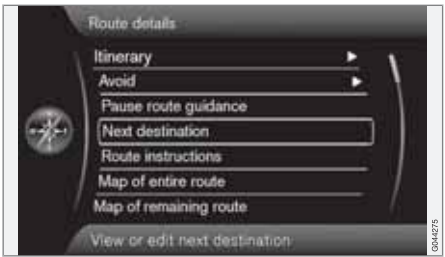 Route details
Itinerary
Avoid
Pause route guidance
Next destination
Route instructions
Map of entire route
Map of remaining route
View or edit next destination
G044275